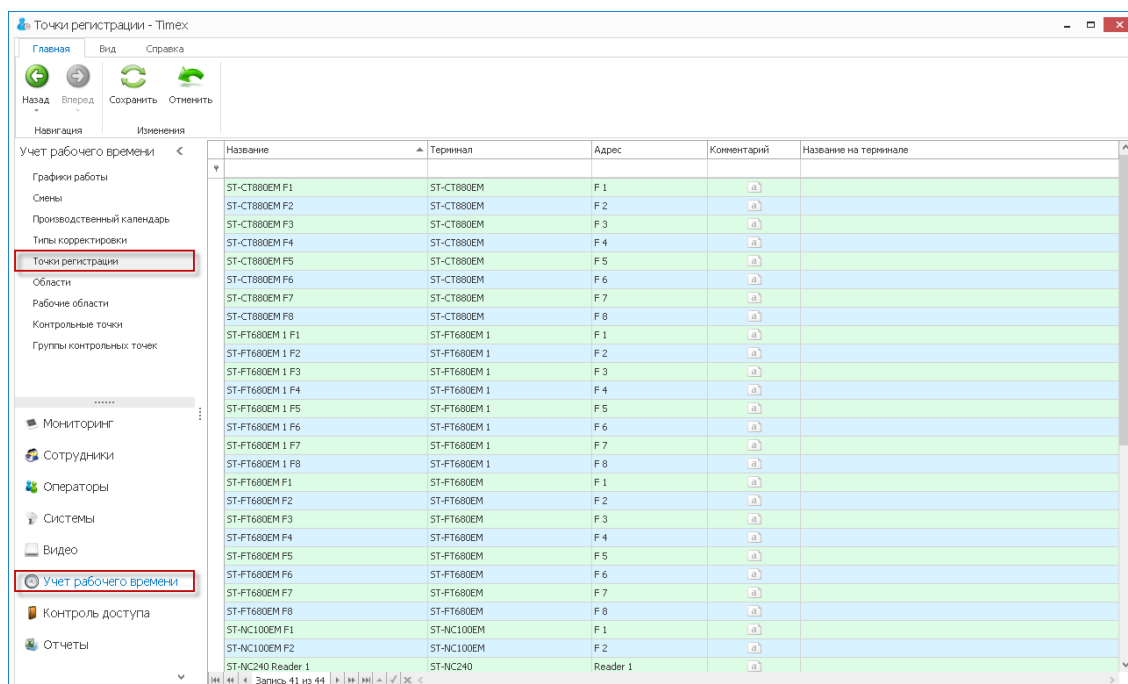 Точки регистрации - Timex
Главная Вид Справка
Назад Вперед Сохранить Отменить
Навигация Изменения
Учет рабочего времени
Графики работы
Смены
Производственный календарь
Типы корректировки
Точки регистрации
Области
Рабочие области
Контрольные точки
Группы контрольных точек
Мониторинг
Сотрудники
Операторы
Системы
Видео
Учет рабочего времени
Контроль доступа
Отчеты
Название Терминал Адрес Комментарий Название на терминале
ST-CT880EM F1 ST-CT880EM F 1
ST-CT880EM F2 ST-CT880EM F 2
ST-CT880EM F3 ST-CT880EM F 3
ST-CT880EM F4 ST-CT880EM F 4
ST-CT880EM F5 ST-CT880EM F 5
ST-CT880EM F6 ST-CT880EM F 6
ST-CT880EM F7 ST-CT880EM F 7
ST-CT880EM F8 ST-CT880EM F 8
ST-FT680EM 1 F1 ST-FT680EM 1 F 1
ST-FT680EM 1 F2 ST-FT680EM 1 F 2
ST-FT680EM 1 F3 ST-FT680EM 1 F 3
ST-FT680EM 1 F4 ST-FT680EM 1 F 4
ST-FT680EM 1 F5 ST-FT680EM 1 F 5
ST-FT680EM 1 F6 ST-FT680EM 1 F 6
ST-FT680EM 1 F7 ST-FT680EM 1 F 7
ST-FT680EM 1 F8 ST-FT680EM 1 F 8
ST-FT680EM F1 ST-FT680EM F 1
ST-FT680EM F2 ST-FT680EM F 2
ST-FT680EM F3 ST-FT680EM F 3
ST-FT680EM F4 ST-FT680EM F 4
ST-FT680EM F5 ST-FT680EM F 5
ST-FT680EM F6 ST-FT680EM F 6
ST-FT680EM F7 ST-FT680EM F 7
ST-FT680EM F8 ST-FT680EM F 8
ST-NC100EM F1 ST-NC100EM F 1
ST-NC100EM F2 ST-NC100EM F 2
ST-NC240 Reader 1 ST-NC240 Reader 1
Запись 41 из 44